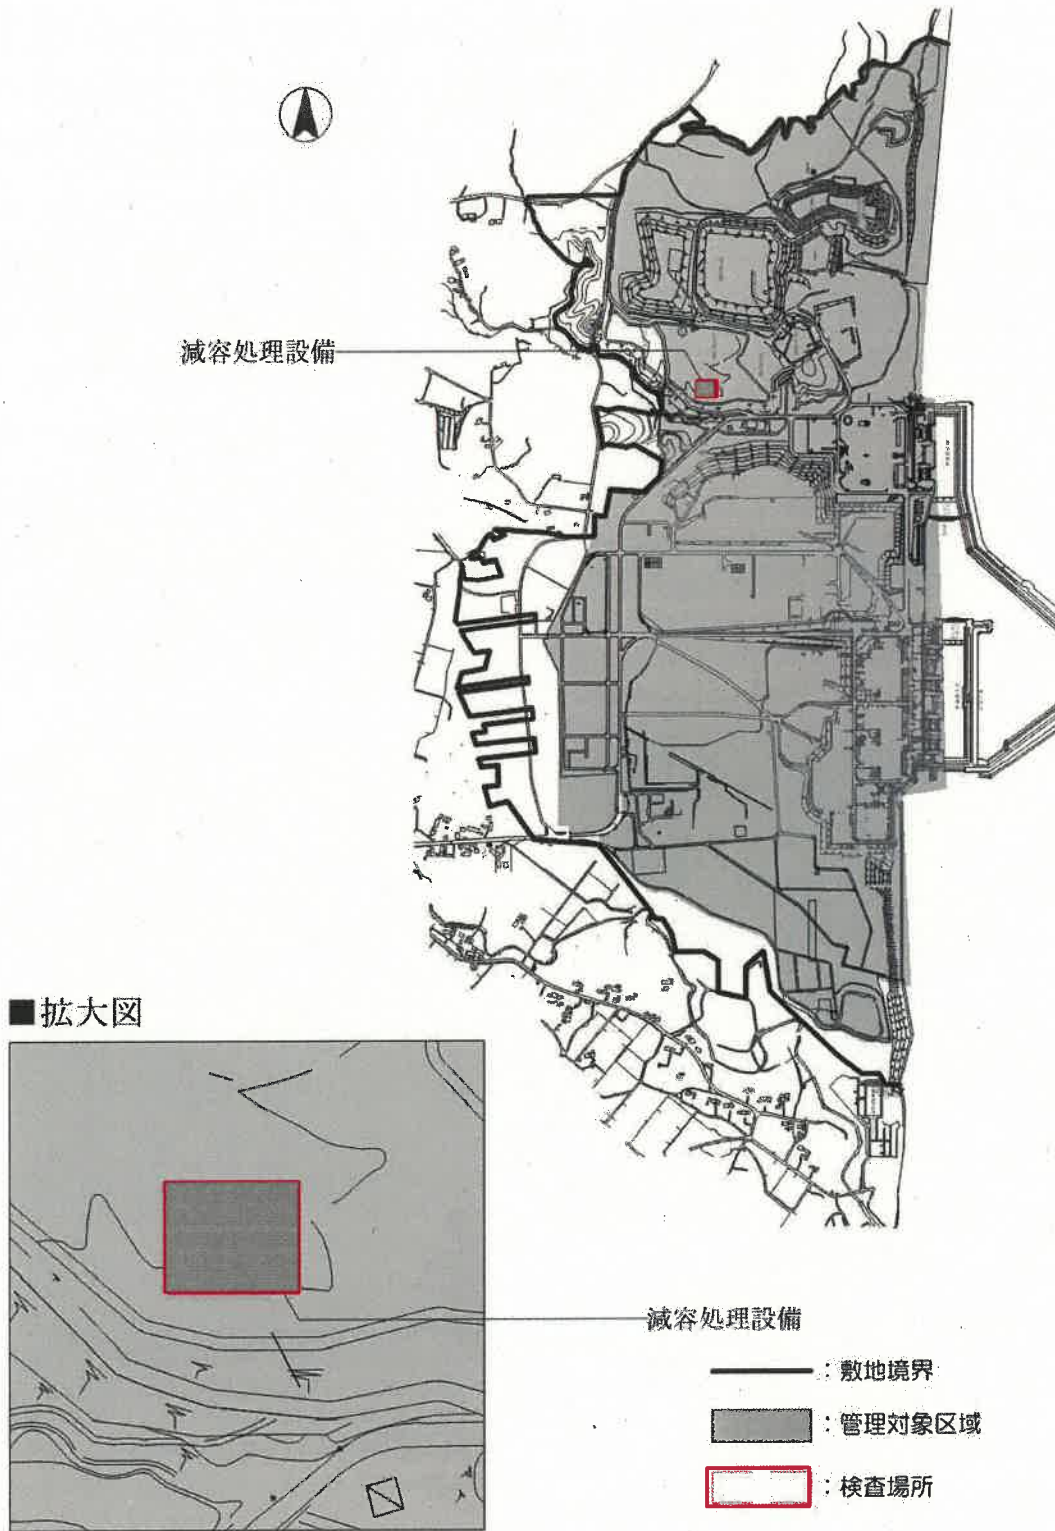 減容処理設備
■拡大図
減容処理設備
：敷地境界
：管理対象区域
：検査場所